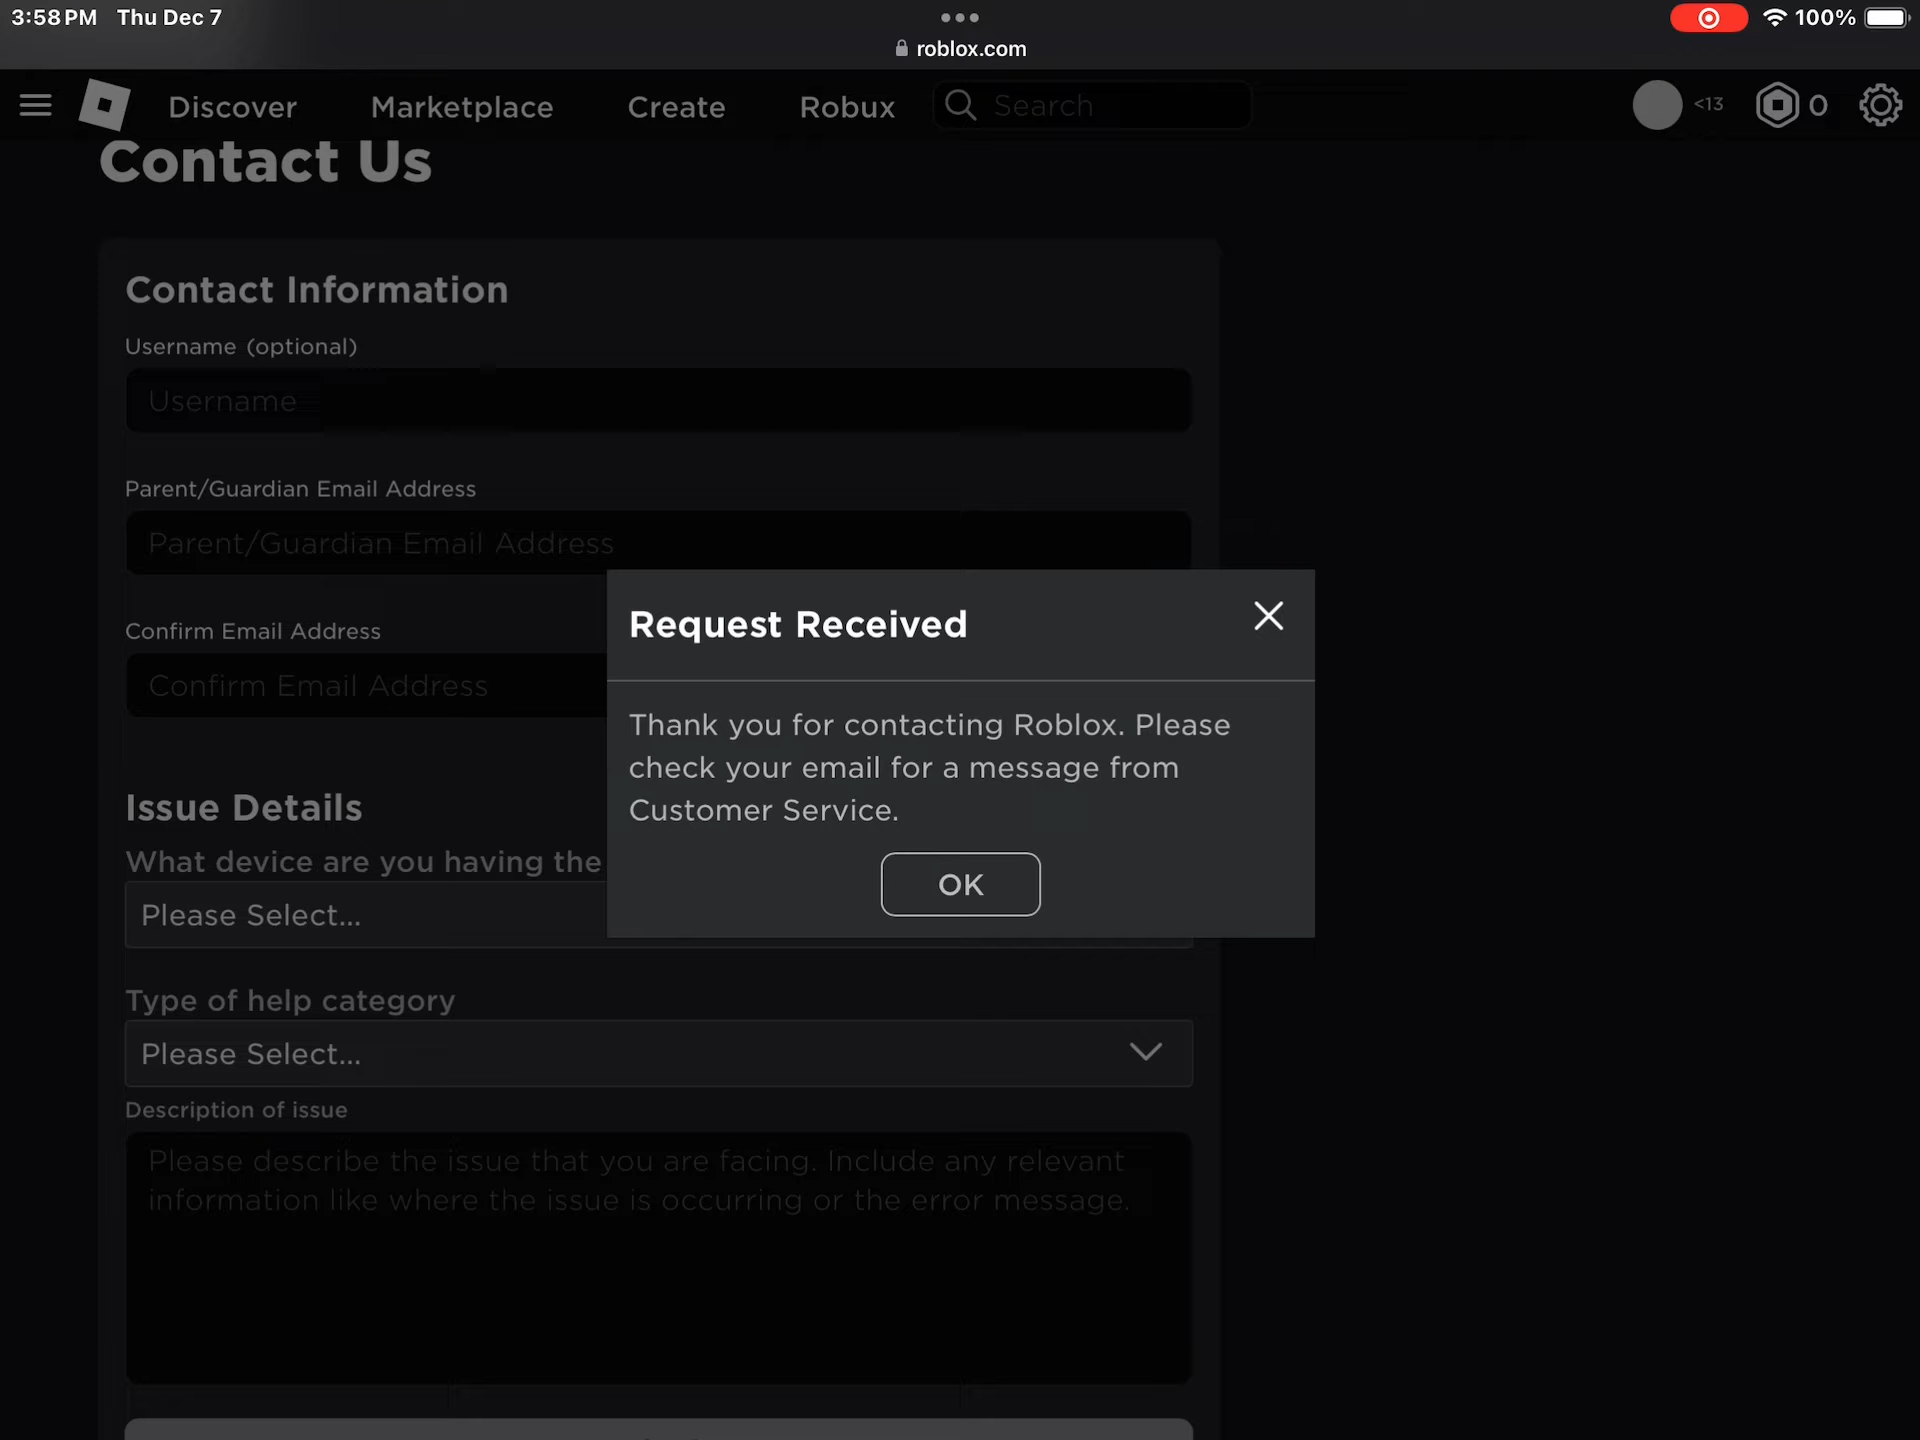 3:58 PM Thu Dec 7
100%
roblox.com
Discover Marketplace Create Robux Search <13 0
Contact Us
Contact Information
Username (optional)
Username
Parent/Guardian Email Address
Parent/Guardian Email Address
Confirm Email Address
Confirm Email Address
Request Received
Thank you for contacting Roblox. Please
check your email for a message from
Customer Service.
OK
Issue Details
What device are you having the
Please Select...
Type of help category
Please Select...
Description of issue
Please describe the issue that you are facing. Include any relevant
information like where the issue is occurring or the error message.